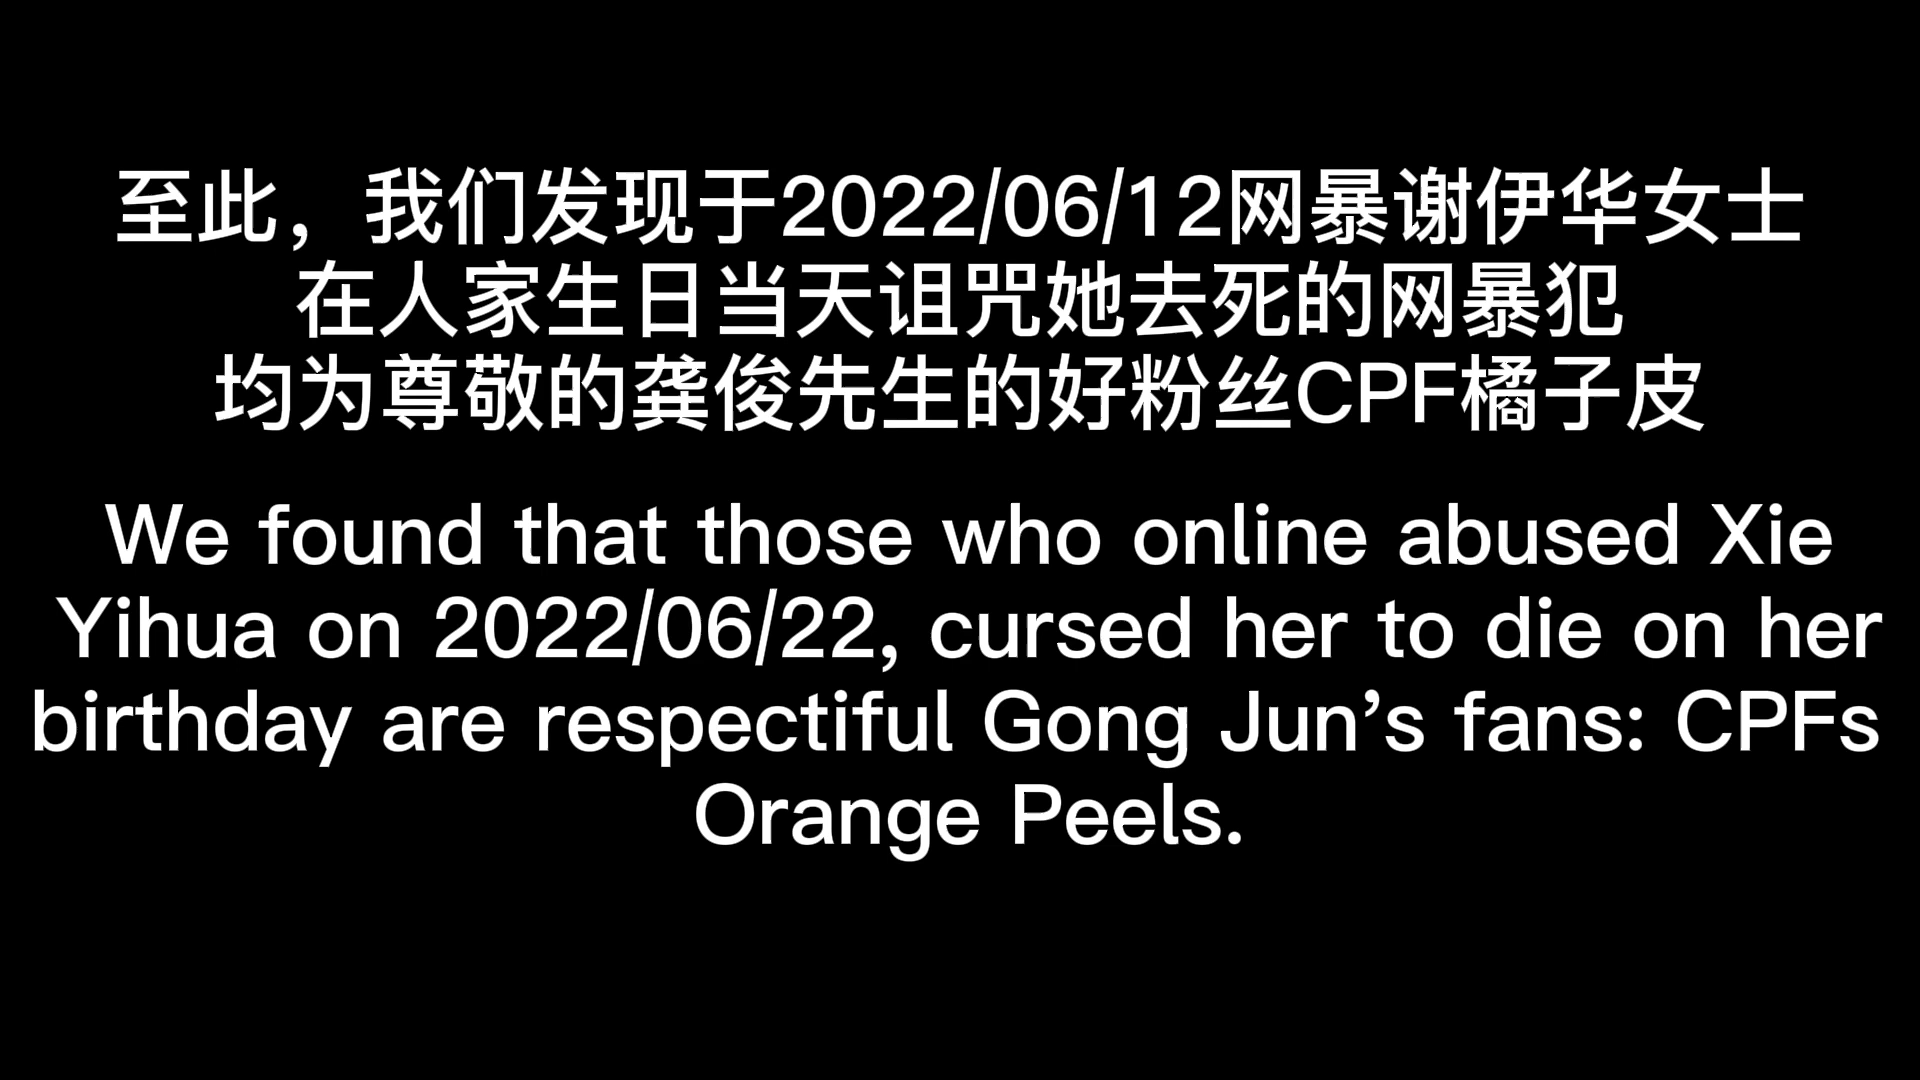 至此，我们发现于2022/06/12网暴谢伊华女士
在人家生日当天诅咒她去死的网暴犯
均为尊敬的龚俊先生的好粉丝CPF橘子皮
We found that those who online abused Xie
Yihua on 2022/06/22, cursed her to die on her
birthday are respectiful Gong Jun’s fans: CPFs
Orange Peels.